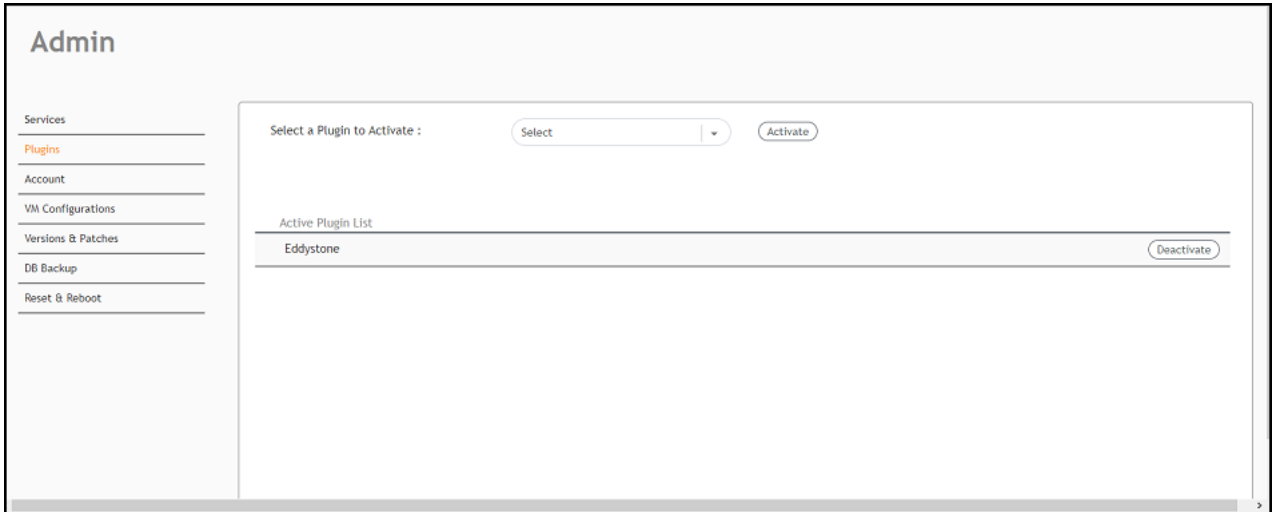 Admin
Services
Plugins
Account
VM Configurations
Versions & Patches
DB Backup
Reset & Reboot
Select a Plugin to Activate :
Select
Activate
Active Plugin List
Eddystone
Deactivate